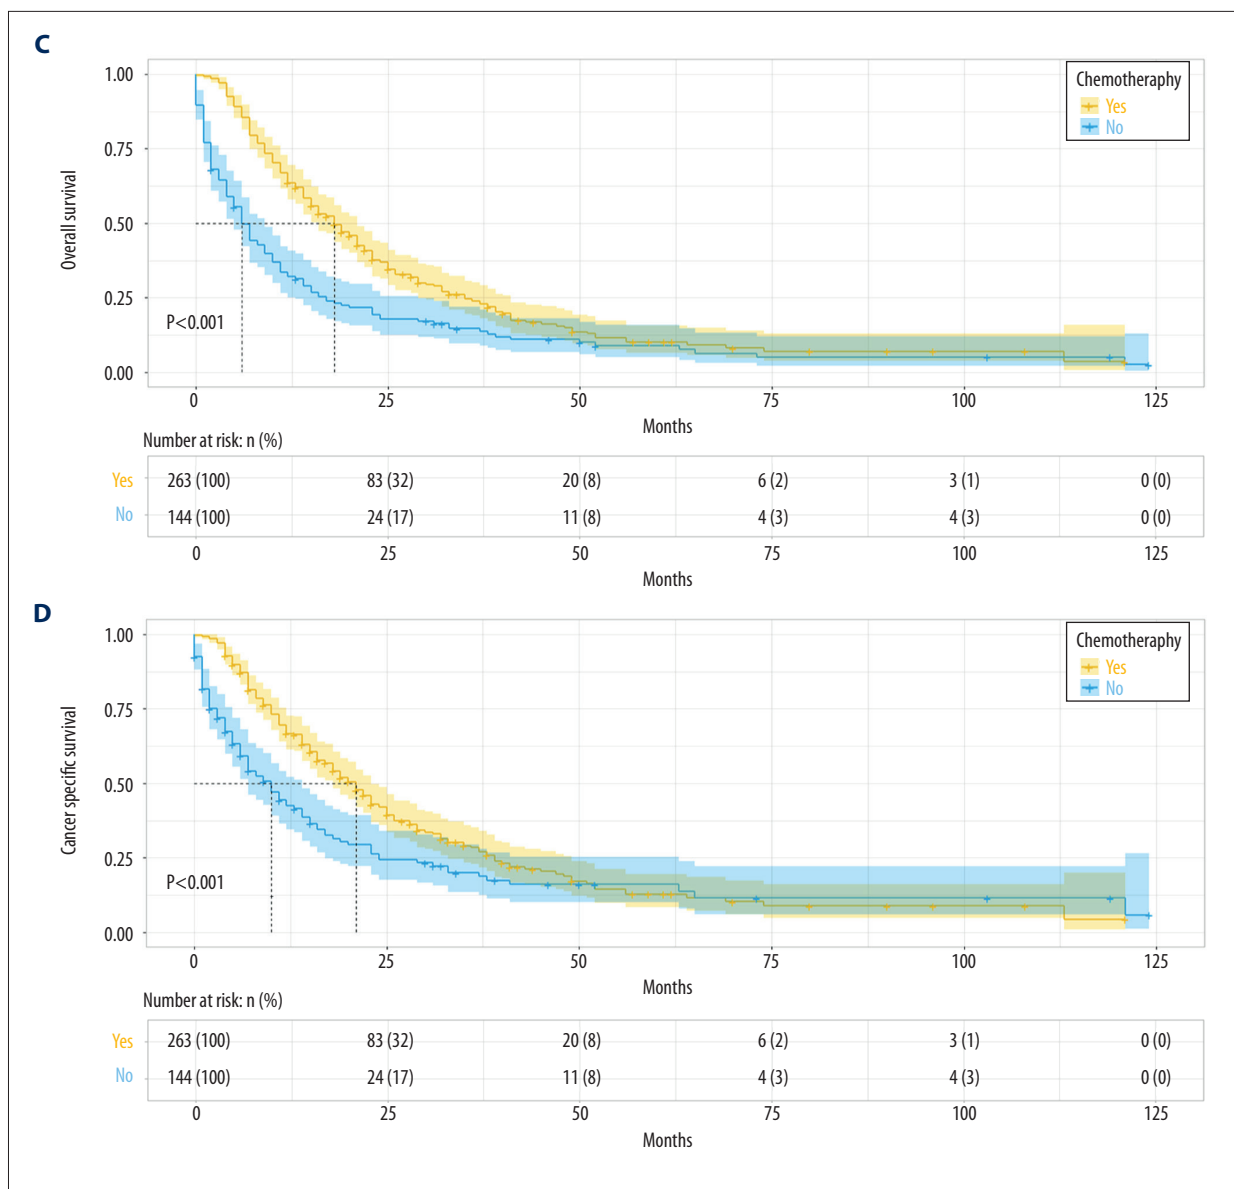 C
Overall survival
1.00
0.75
0.50
0.25
0.00
Chemotheraphy
Yes
No
P<0.001
0 25 50 75 100 125
Months
Number at risk: n (%)
Yes 263 (100) 83 (32) 20 (8) 6 (2) 3 (1) 0 (0)
No 144 (100) 24 (17) 11 (8) 4 (3) 4 (3) 0 (0)
0 25 50 75 100 125
Months
D
Cancer specific survival
1.00
0.75
0.50
0.25
0.00
Chemotheraphy
Yes
No
P<0.001
0 25 50 75 100 125
Months
Number at risk: n (%)
Yes 263 (100) 83 (32) 20 (8) 6 (2) 3 (1) 0 (0)
No 144 (100) 24 (17) 11 (8) 4 (3) 4 (3) 0 (0)
0 25 50 75 100 125
Months